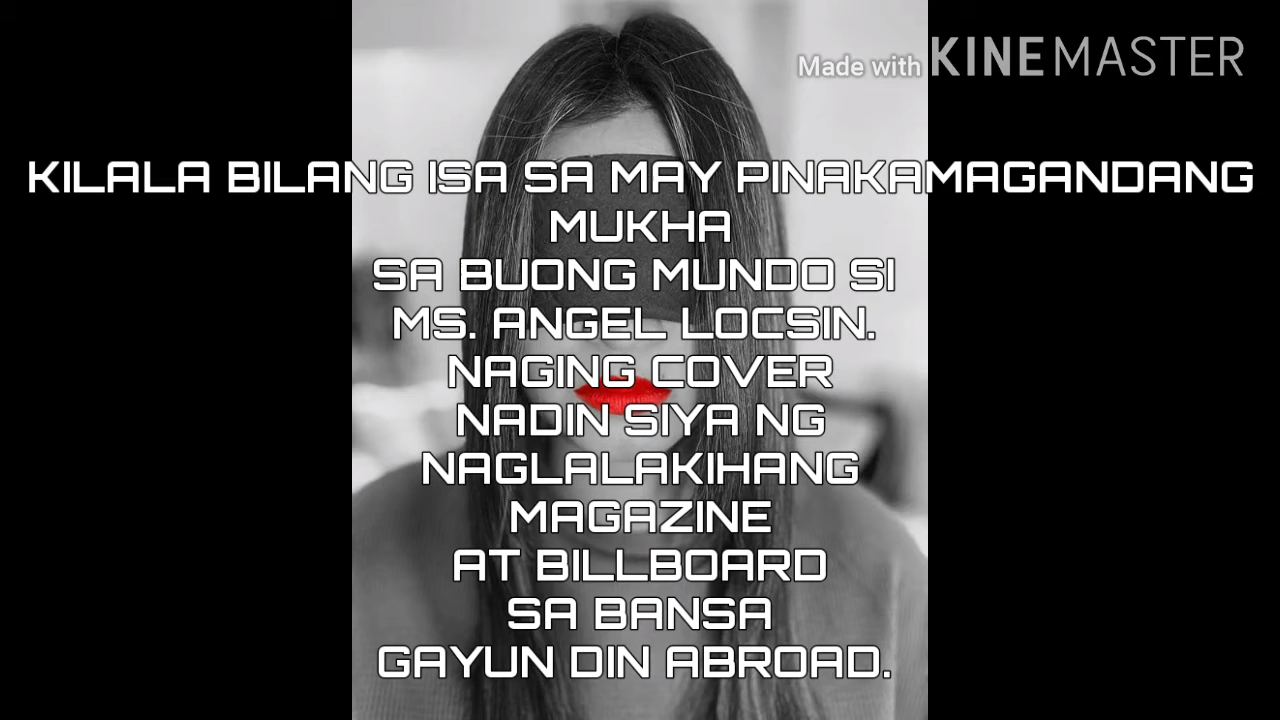 Made with KINEMASTER
KILALA BILANG ISA SA MAY PINAKAMAGANDANG
MUKHA
SA BUONG MUNDO SI
MS. ANGEL LOCSIN.
NAGING COVER
NADIN SIYA NG
NAGLALAKIHANG
MAGAZINE
AT BILLBOARD
SA BANSA
GAYUN DIN ABROAD.